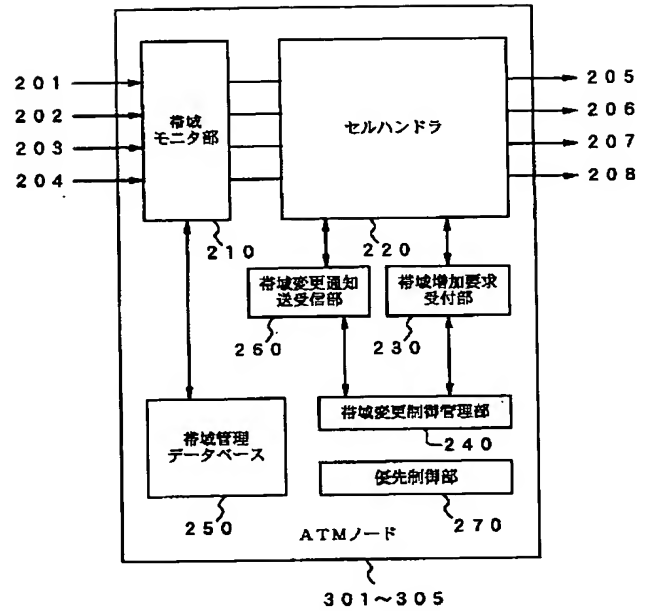 201
202
203
204
帯域
モニタ部
210
セルハンドラ
220
205
206
207
208
帯域変更通知
送受信部
260
帯域増加要求
受付部
230
帯域変更制御管理部
240
帯域管理
データベース
250
優先制御部
270
ATMノード
301~305